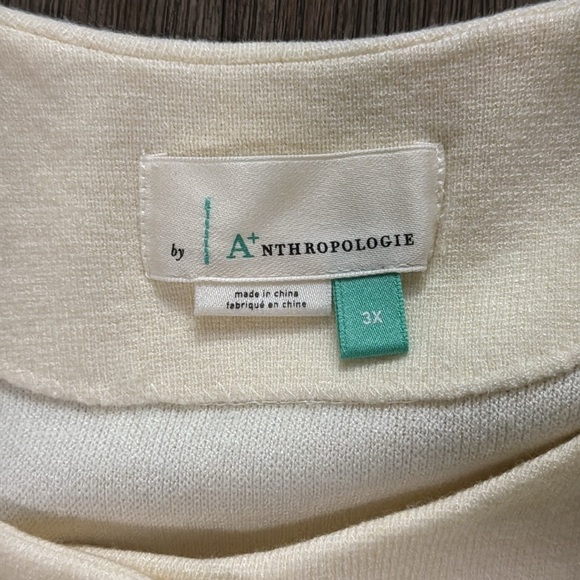 by A+NTHROPOLOGIE
made in china
fabriqué en chine
3X